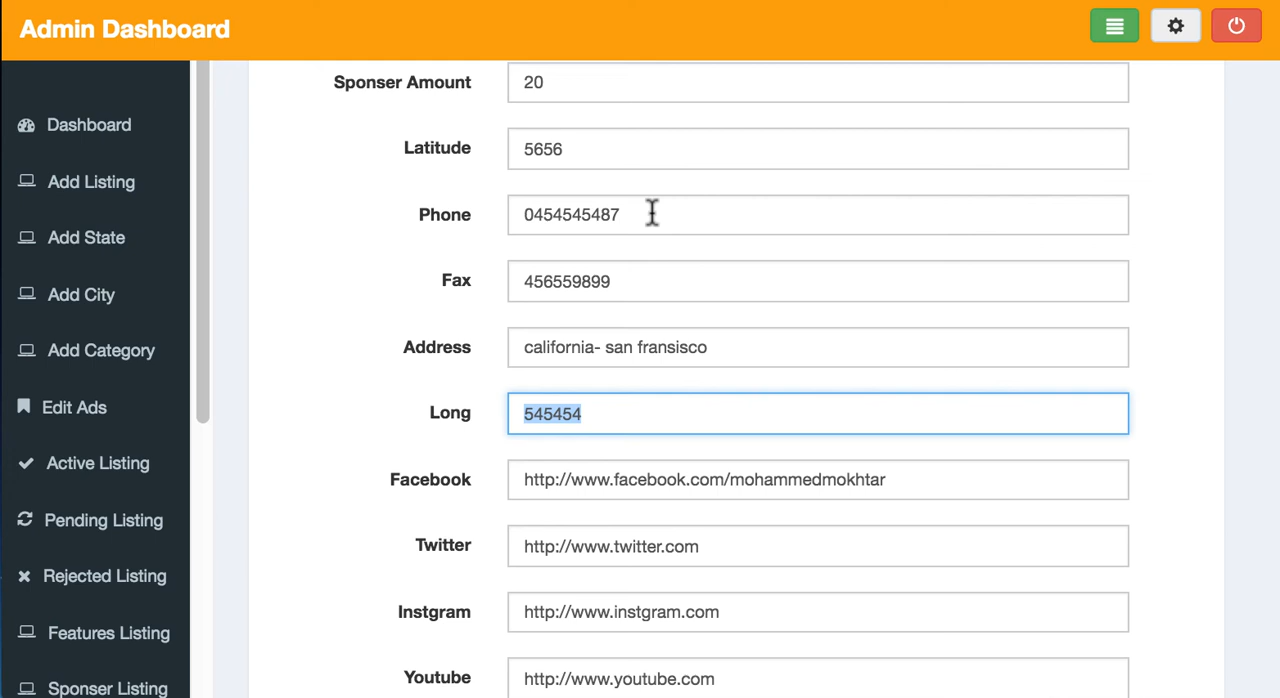 Admin Dashboard
Dashboard
Add Listing
Add State
Add City
Add Category
Edit Ads
Active Listing
Pending Listing
Rejected Listing
Features Listing
Sponser Listing
Sponser Amount 20
Latitude 5656
Phone 0454545487
Fax 456559899
Address california- san fransisco
Long 545454
Facebook http://www.facebook.com/mohammedmokhtar
Twitter http://www.twitter.com
Instgram http://www.instgram.com
Youtube http://www.youtube.com